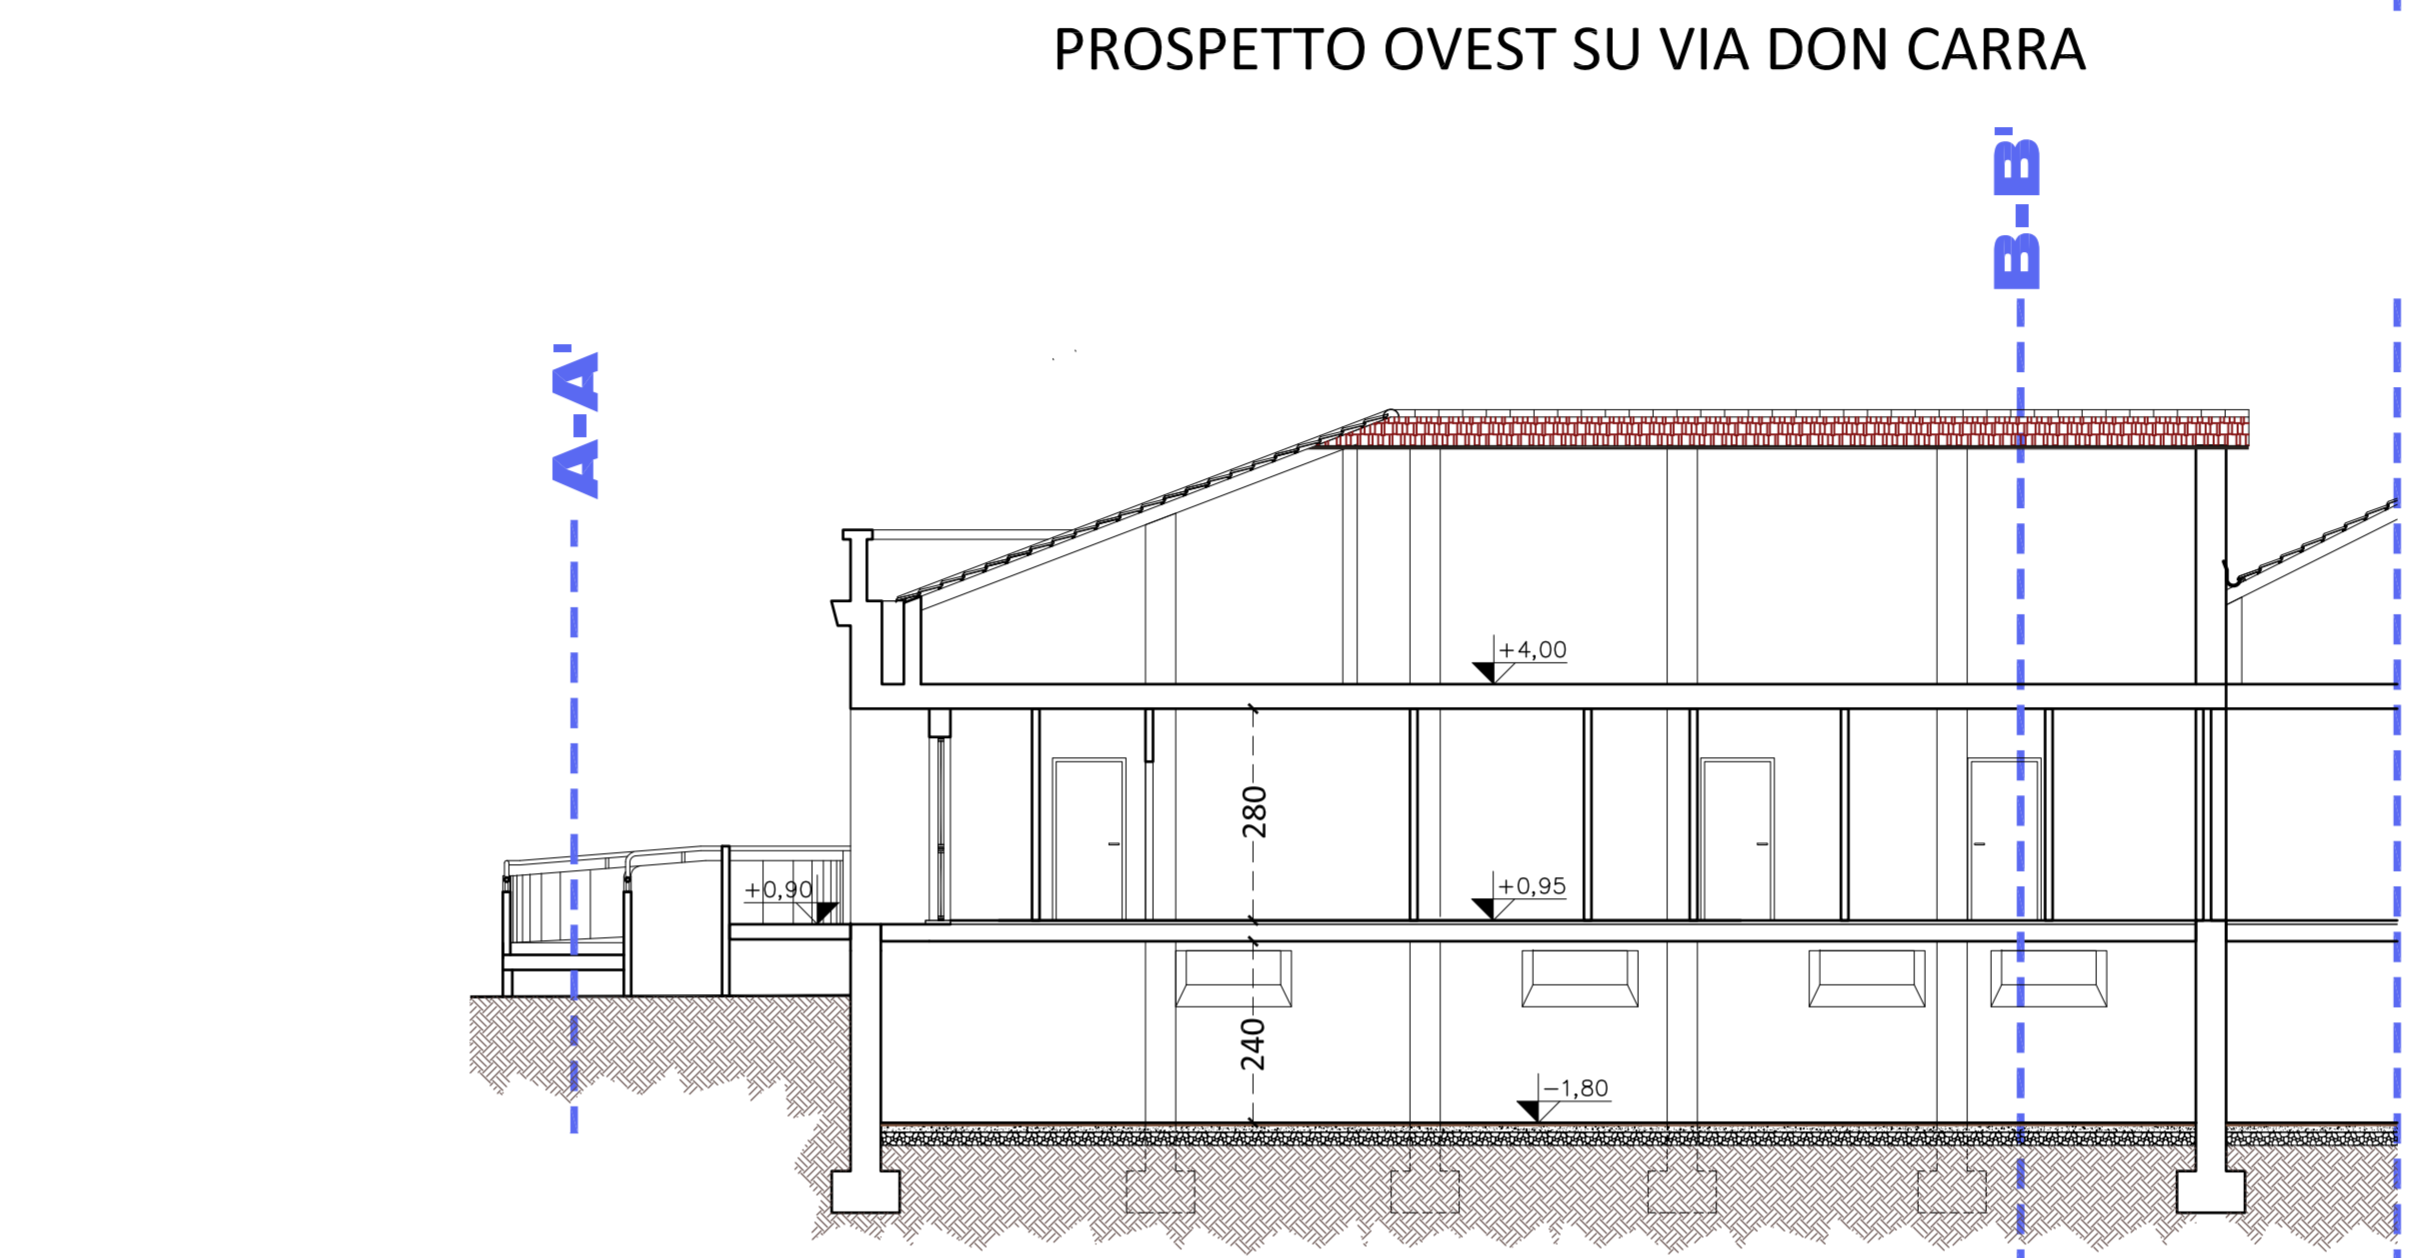 PROSPETTO OVEST SU VIA DON CARRA
B-B'
A-A'
+4,00
280
+0,90
+0,95
240
−1,80